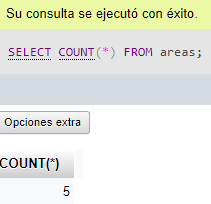 Su consulta se ejecutó con éxito.
SELECT COUNT(*) FROM areas;
Opciones extra
COUNT(*)
5